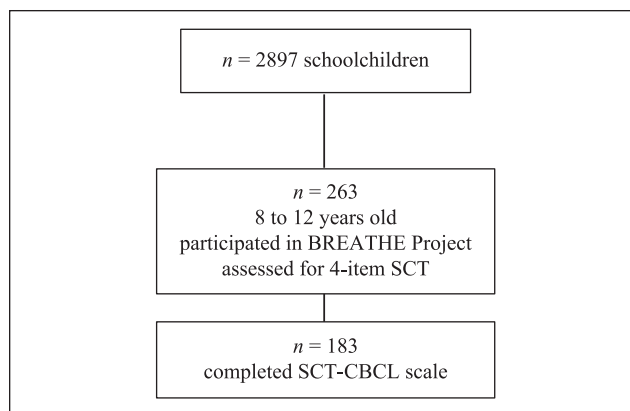 n = 2897 schoolchildren
n = 263
8 to 12 years old
participated in BREATHE Project
assessed for 4-item SCT
n = 183
completed SCT-CBCL scale